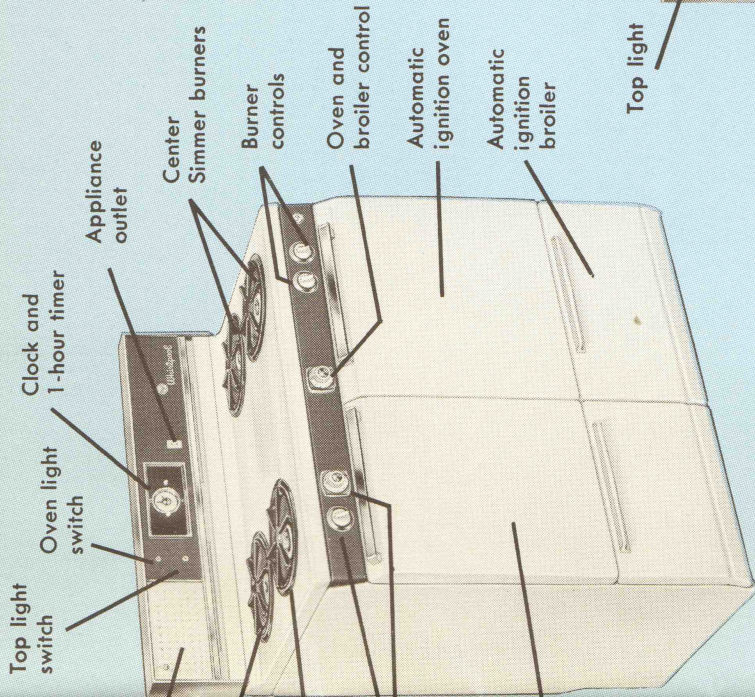 Top light
switch
Oven light
switch
Clock and
1-hour timer
Appliance
outlet
Center
Simmer burners
Burner
controls
Oven and
broiler control
Automatic
ignition oven
Automatic
ignition
broiler
Top light
Whirlpool